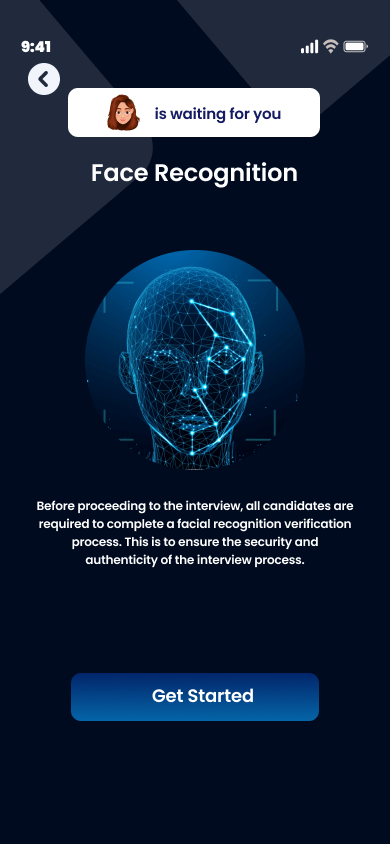 9:41
is waiting for you
Face Recognition
Before proceeding to the interview, all candidates are
required to complete a facial recognition verification
process. This is to ensure the security and
authenticity of the interview process.
Get Started